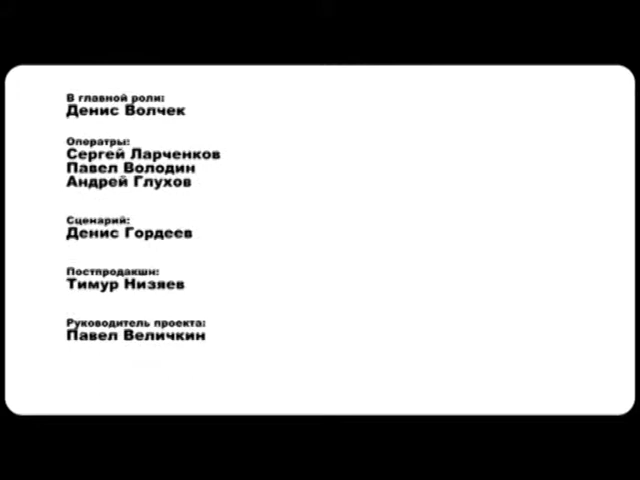 В главной роли:
Денис Волчек
Оператры:
Сергей Ларченков
Павел Володин
Андрей Глухов
Сценарий:
Денис Гордеев
Постпродакшн:
Тимур Низяев
Руководитель проекта:
Павел Величкин